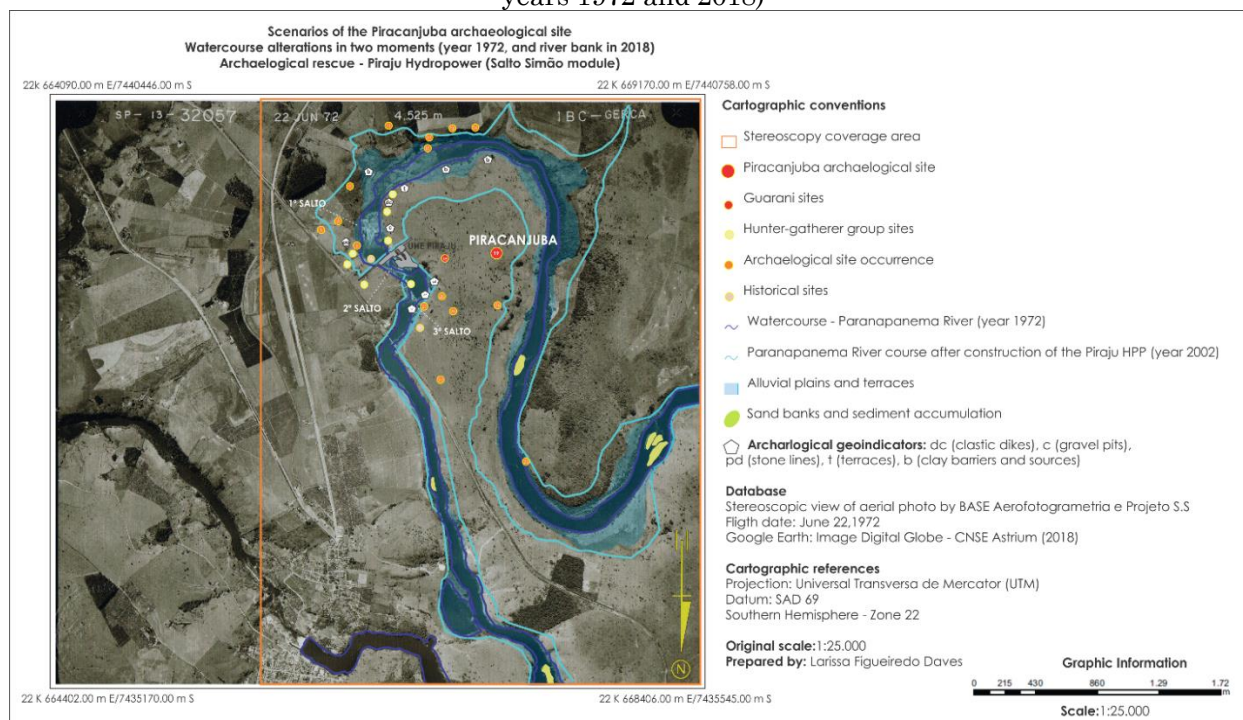 years 1972 and 2018)
Scenarios of the Piracanjuba archaeological site
Watercourse alterations in two moments (year 1972, and river bank in 2018)
Archaelogical rescue - Piraju Hydropower (Salto Simão module)
22k 664090.00 m E/7440446.00 m S
22 K 669170.00 m E/7440758.00 m S
SP-13-32057 22 JUN 72 4,525 m IBC-GERCA
1º SALTO
UHE PIRAJU
PIRACANJUBA
2º SALTO
3º SALTO
N
22 K 664402.00 m E/7435170.00 m S
22 K 668406.00 m E/7435545.00 m S
Cartographic conventions
Stereoscopy coverage area
Piracanjuba archaelogical site
Guarani sites
Hunter-gatherer group sites
Archaelogical site occurrence
Historical sites
Watercourse - Paranapanema River (year 1972)
Paranapanema River course after construction of the Piraju HPP (year 2002)
Alluvial plains and terraces
Sand banks and sediment accumulation
Archarlogical geoindicators: dc (clastic dikes), c (gravel pits),
pd (stone lines), t (terraces), b (clay barriers and sources)
Database
Stereoscopic view of aerial photo by BASE Aerofotogrametria e Projeto S.S
Fligth date: June 22,1972
Google Earth: Image Digital Globe - CNSE Astrium (2018)
Cartographic references
Projection: Universal Transversa de Mercator (UTM)
Datum: SAD 69
Southern Hemisphere - Zone 22
Original scale:1:25.000
Prepared by: Larissa Figueiredo Daves
Graphic Information
0 215 430 860 1.29 1.72
m
Scale:1:25.000